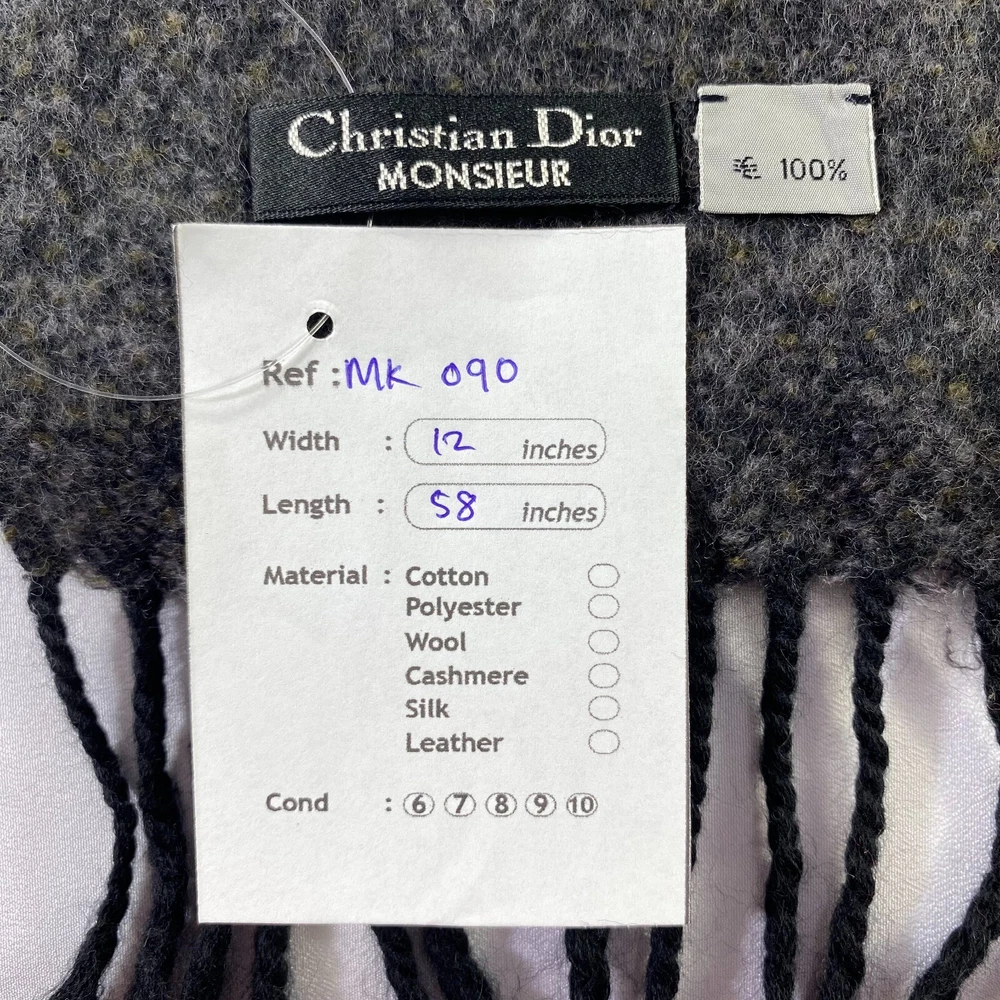 Christian Dior
MONSIEUR
毛 100%
Ref : MK 090
Width : 12 inches
Length : 58 inches
Material : Cotton
Polyester
Wool
Cashmere
Silk
Leather
Cond : 6 7 8 9 10